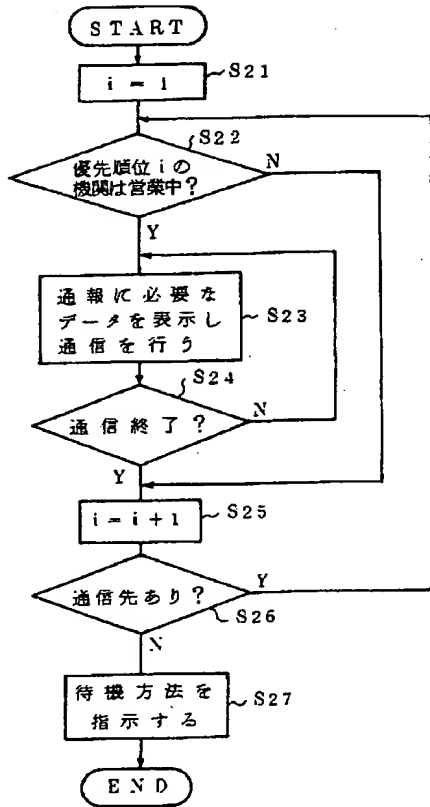 START
i = 1
S21
S22
優先順位iの
機関は営業中?
N
Y
通報に必要な
データを表示し
通信を行う
S23
S24
通信終了?
N
Y
i = i + 1
S25
通信先あり?
Y
S26
N
待機方法を
指示する
S27
END